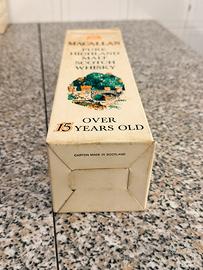 MACALLAN
PURE
HIGHLAND
MALT
SCOTCH
WHISKY
OVER
15 YEARS OLD
CARTON MADE IN SCOTLAND